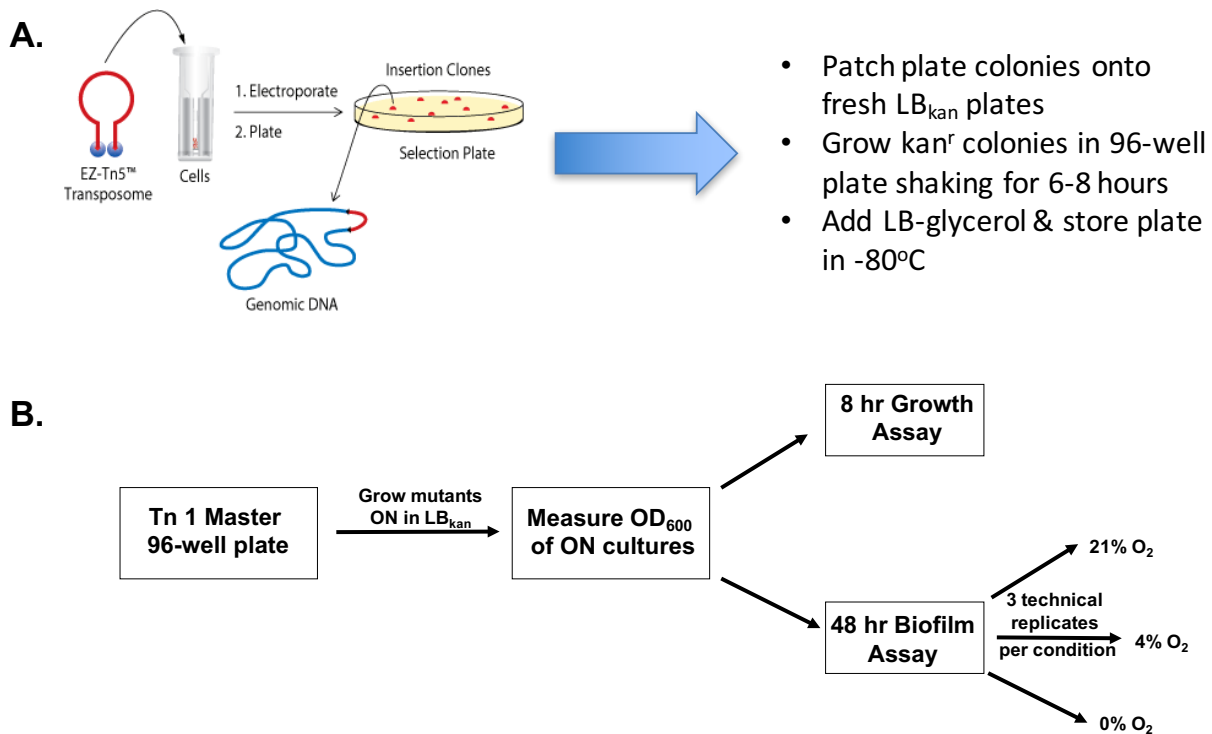 A.
EZ-Tn5™
Transposome
Cells
1. Electroporate
2. Plate
Insertion Clones
Selection Plate
Genomic DNA
• Patch plate colonies onto
fresh LBkan plates
• Grow kanʳ colonies in 96-well
plate shaking for 6-8 hours
• Add LB-glycerol & store plate
in -80°C
B.
Tn 1 Master
96-well plate
Grow mutants
ON in LBkan
Measure OD600
of ON cultures
8 hr Growth
Assay
48 hr Biofilm
Assay
3 technical
replicates
per condition
21% O2
4% O2
0% O2